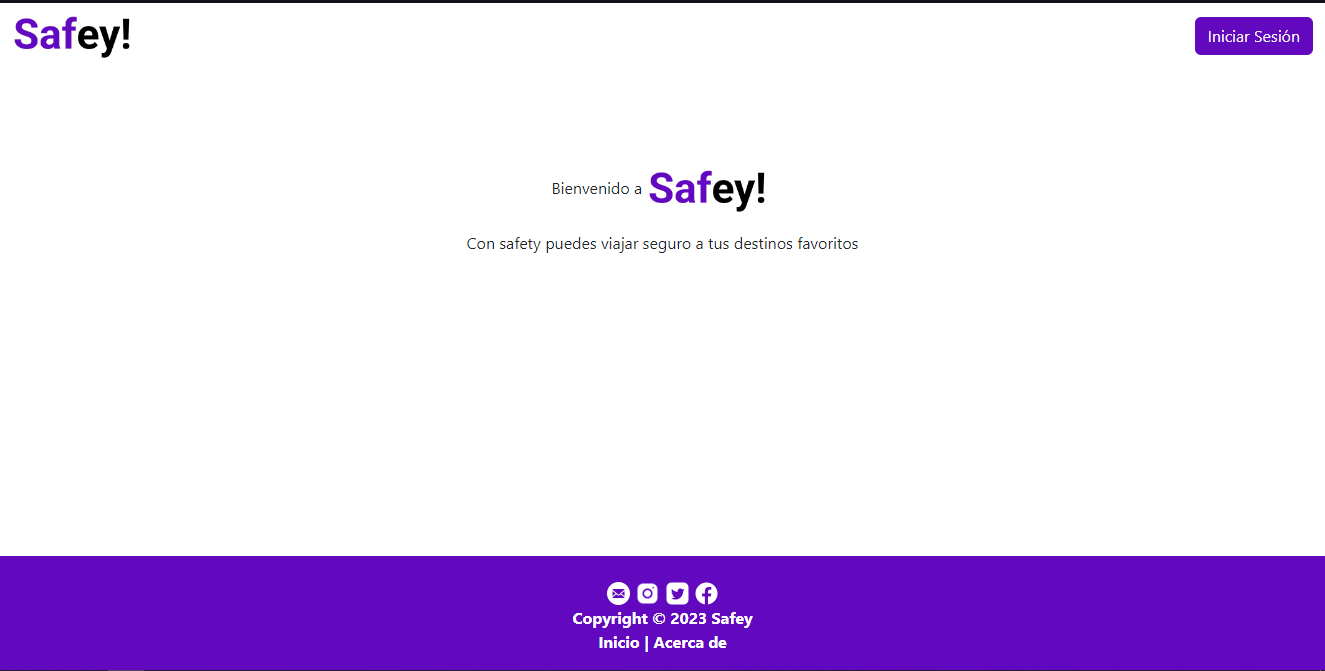 Safey!
Iniciar Sesión
Bienvenido a Safey!
Con safety puedes viajar seguro a tus destinos favoritos
Copyright © 2023 Safey
Inicio | Acerca de